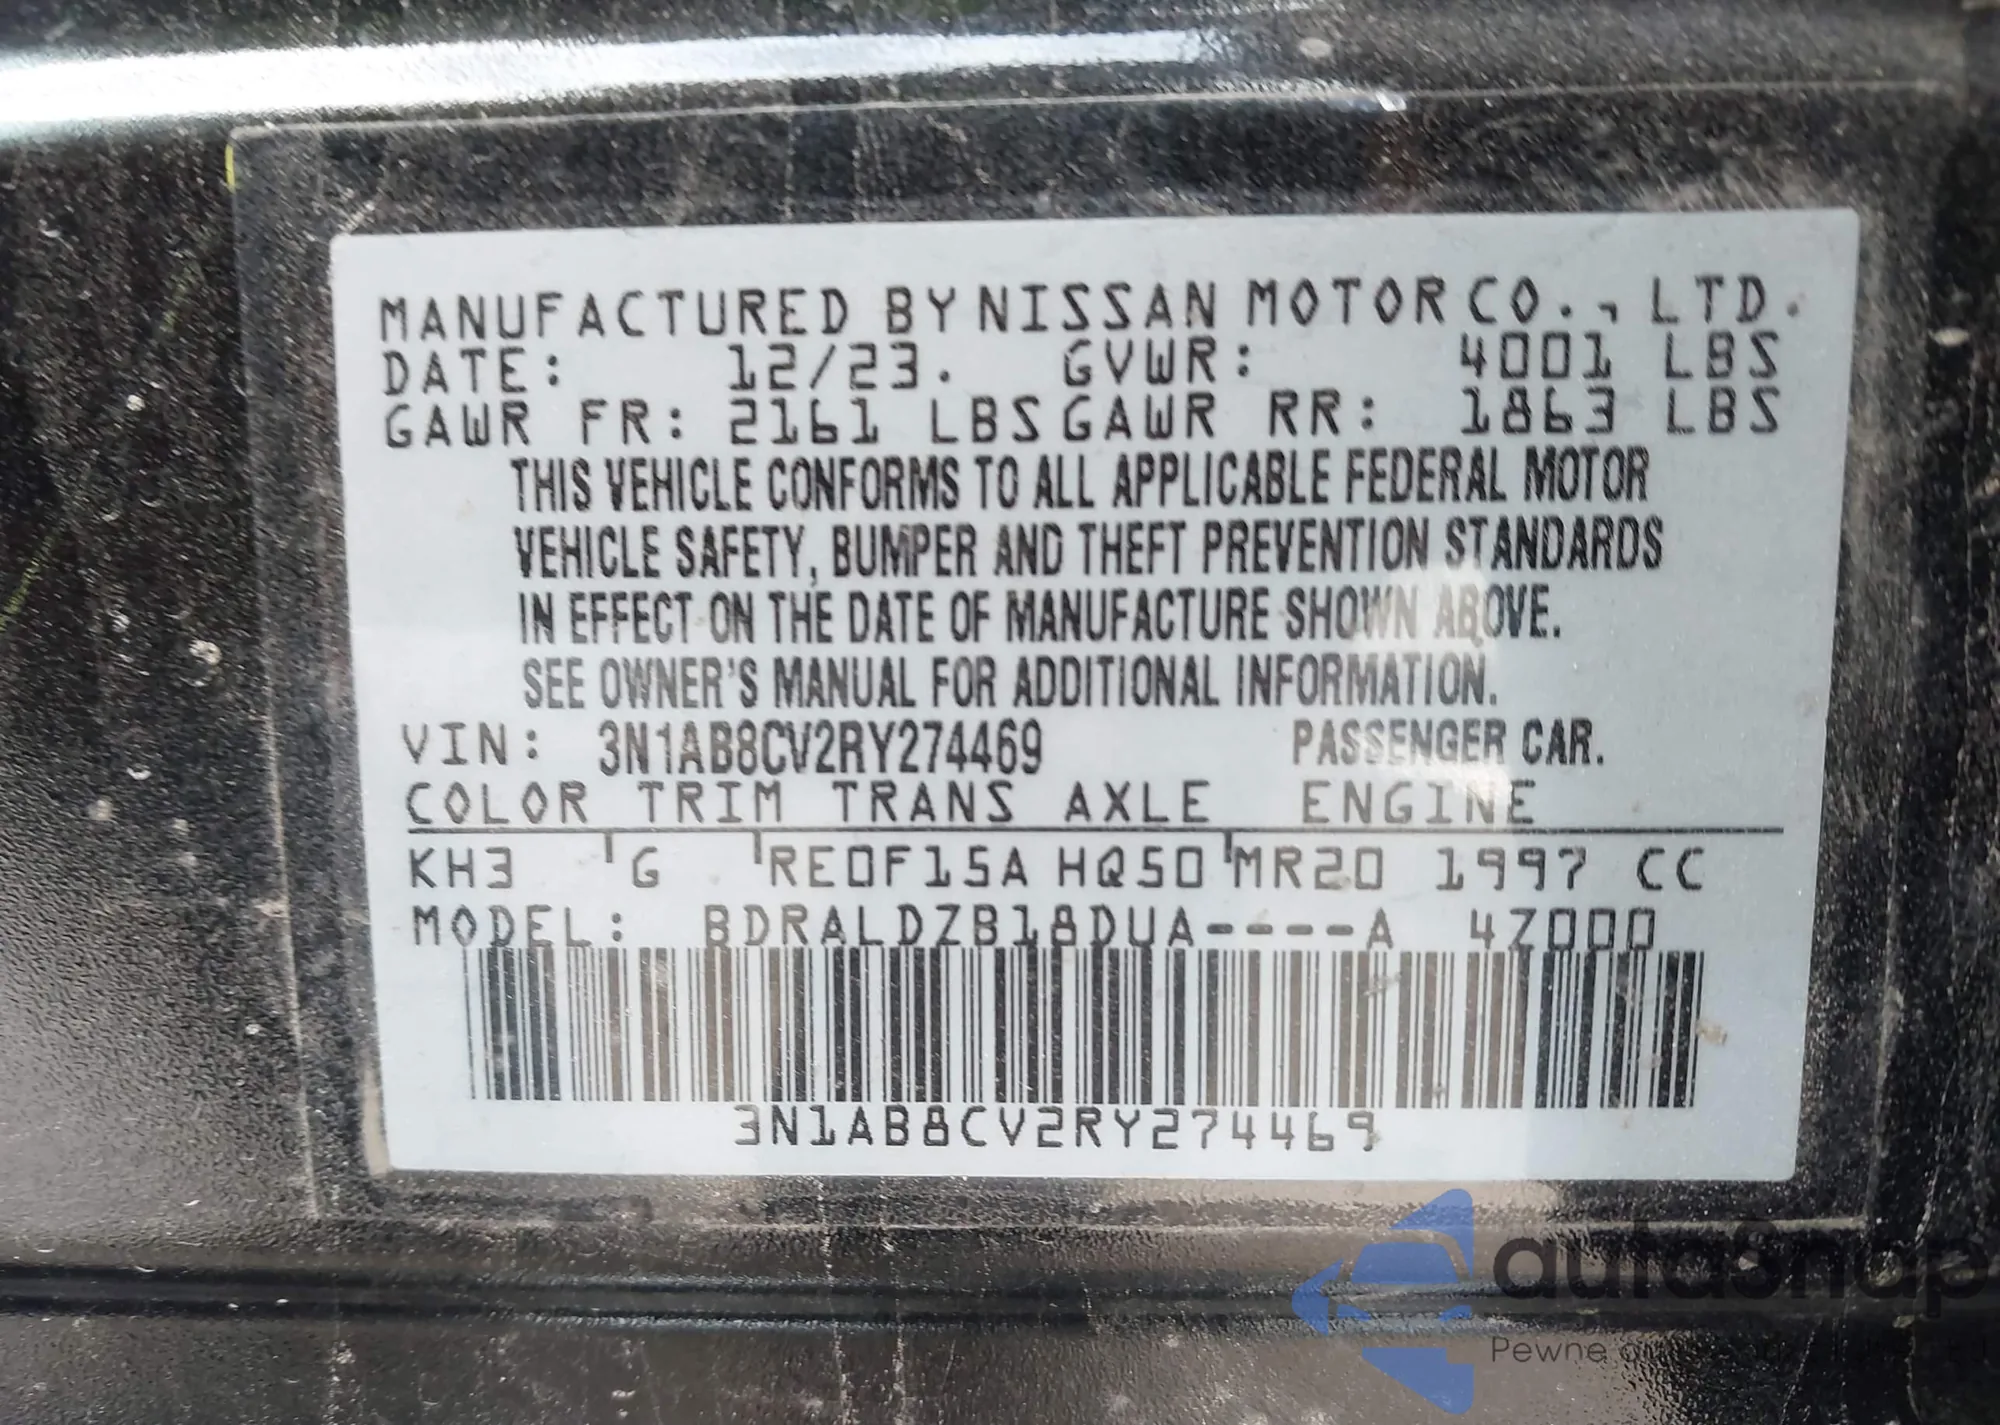 MANUFACTURED BY NISSAN MOTOR CO., LTD.
DATE: 12/23. GVWR: 4001 LBS
GAWR FR: 2161 LBS GAWR RR: 1863 LBS
THIS VEHICLE CONFORMS TO ALL APPLICABLE FEDERAL MOTOR
VEHICLE SAFETY, BUMPER AND THEFT PREVENTION STANDARDS
IN EFFECT ON THE DATE OF MANUFACTURE SHOWN ABOVE.
SEE OWNER'S MANUAL FOR ADDITIONAL INFORMATION.
VIN: 3N1AB8CV2RY274469 PASSENGER CAR.
COLOR TRIM TRANS AXLE ENGINE
KH3 G RE0F15A HQ50 MR20 1997 CC
MODEL: BDRALDZB18DUA----A 4Z000
3N1AB8CV2RY274469
autosnap
Pewne